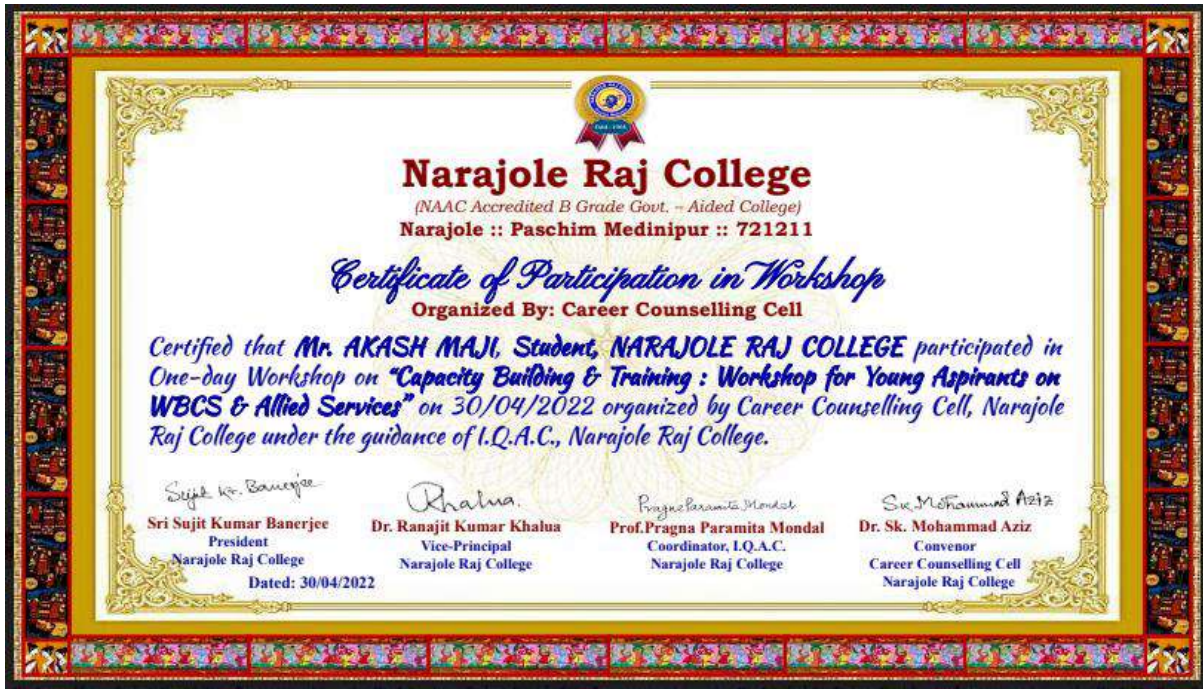 Narajole Raj College
(NAAC Accredited B Grade Govt. – Aided College)
Narajole :: Paschim Medinipur :: 721211
Certificate of Participation in Workshop
Organized By: Career Counselling Cell
Certified that Mr. AKASH MAJI, Student, NARAJOLE RAJ COLLEGE participated in
One-day Workshop on "Capacity Building & Training : Workshop for Young Aspirants on
WBCS & Allied Services" on 30/04/2022 organized by Career Counselling Cell, Narajole
Raj College under the guidance of I.Q.A.C., Narajole Raj College.
Sujit Kr. Banerjee
Khalua.
Pragna Paramita Mondal
Sk. Mohammad Aziz
Sri Sujit Kumar Banerjee
President
Narajole Raj College
Dated: 30/04/2022
Dr. Ranajit Kumar Khalua
Vice-Principal
Narajole Raj College
Prof.Pragna Paramita Mondal
Coordinator, I.Q.A.C.
Narajole Raj College
Dr. Sk. Mohammad Aziz
Convenor
Career Counselling Cell
Narajole Raj College